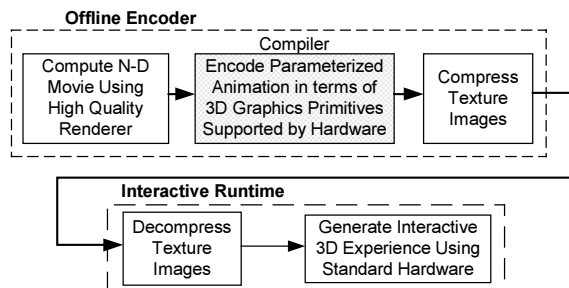 Offline Encoder
Compute N-D
Movie Using
High Quality
Renderer
Compiler
Encode Parameterized
Animation in terms of
3D Graphics Primitives
Supported by Hardware
Compress
Texture
Images
Interactive Runtime
Decompress
Texture
Images
Generate Interactive
3D Experience Using
Standard Hardware